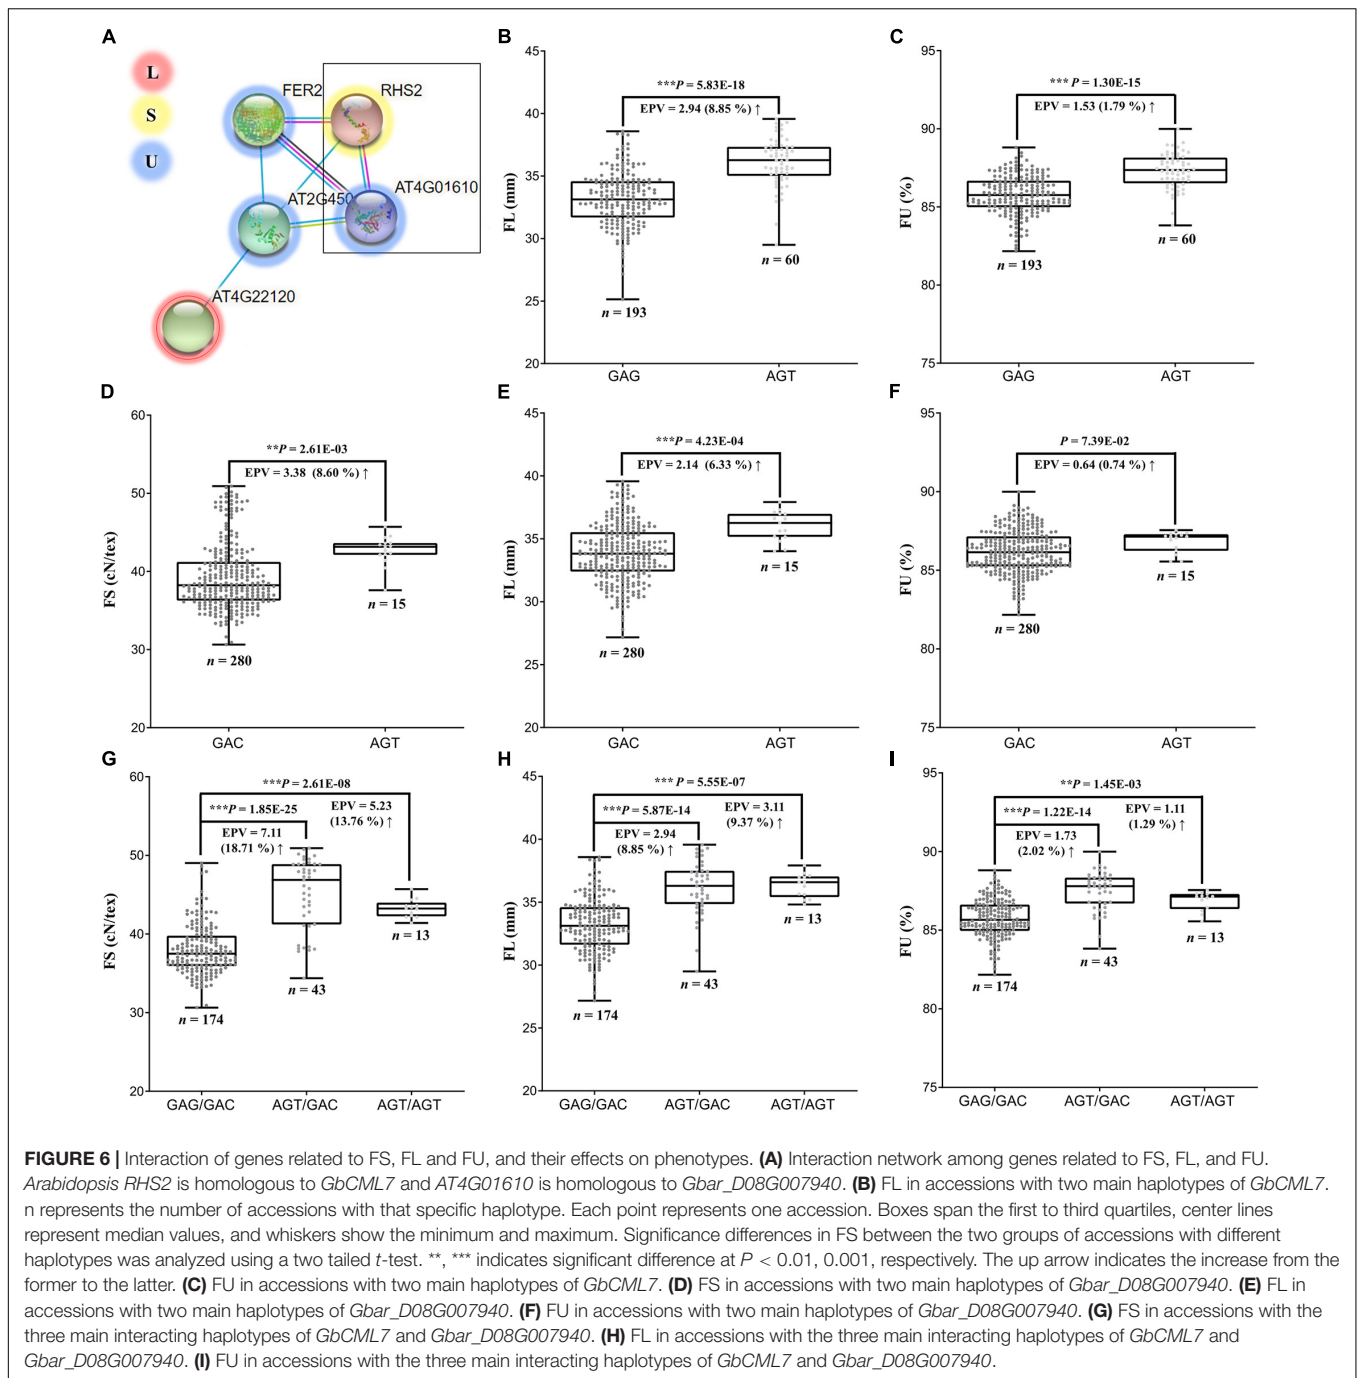 A
L
S
U
FER2
RHS2
AT2G450
AT4G01610
AT4G22120
B
FL (mm)
45
40
35
30
25
20
***P = 5.83E-18
EPV = 2.94 (8.85 %) ↑
n = 193
n = 60
GAG
AGT
C
FU (%)
95
90
85
80
75
*** P = 1.30E-15
EPV = 1.53 (1.79 %) ↑
n = 193
n = 60
GAG
AGT
D
FS (cN/tex)
60
50
40
30
20
**P = 2.61E-03
EPV = 3.38 (8.60 %) ↑
n = 280
n = 15
GAC
AGT
E
FL (mm)
45
40
35
30
25
20
***P = 4.23E-04
EPV = 2.14 (6.33 %) ↑
n = 280
n = 15
GAC
AGT
F
FU (%)
95
90
85
80
75
P = 7.39E-02
EPV = 0.64 (0.74 %) ↑
n = 280
n = 15
GAC
AGT
G
FS (cN/tex)
60
50
40
30
20
***P = 2.61E-08
***P = 1.85E-25
EPV = 5.23
(13.76 %) ↑
EPV = 7.11
(18.71 %) ↑
n = 174
n = 43
n = 13
GAG/GAC
AGT/GAC
AGT/AGT
H
FL (mm)
45
40
35
30
25
20
***P = 5.55E-07
***P = 5.87E-14
EPV = 3.11
(9.37 %) ↑
EPV = 2.94
(8.85 %) ↑
n = 174
n = 43
n = 13
GAG/GAC
AGT/GAC
AGT/AGT
I
FU (%)
95
90
85
80
75
**P = 1.45E-03
***P = 1.22E-14
EPV = 1.11
(1.29 %) ↑
EPV = 1.73
(2.02 %) ↑
n = 174
n = 43
n = 13
GAG/GAC
AGT/GAC
AGT/AGT
FIGURE 6 | Interaction of genes related to FS, FL and FU, and their effects on phenotypes. (A) Interaction network among genes related to FS, FL, and FU.
Arabidopsis RHS2 is homologous to GbCML7 and AT4G01610 is homologous to Gbar_D08G007940. (B) FL in accessions with two main haplotypes of GbCML7.
n represents the number of accessions with that specific haplotype. Each point represents one accession. Boxes span the first to third quartiles, center lines
represent median values, and whiskers show the minimum and maximum. Significance differences in FS between the two groups of accessions with different
haplotypes was analyzed using a two tailed t-test. **, *** indicates significant difference at P < 0.01, 0.001, respectively. The up arrow indicates the increase from the
former to the latter. (C) FU in accessions with two main haplotypes of GbCML7. (D) FS in accessions with two main haplotypes of Gbar_D08G007940. (E) FL in
accessions with two main haplotypes of Gbar_D08G007940. (F) FU in accessions with two main haplotypes of Gbar_D08G007940. (G) FS in accessions with the
three main interacting haplotypes of GbCML7 and Gbar_D08G007940. (H) FL in accessions with the three main interacting haplotypes of GbCML7 and
Gbar_D08G007940. (I) FU in accessions with the three main interacting haplotypes of GbCML7 and Gbar_D08G007940.